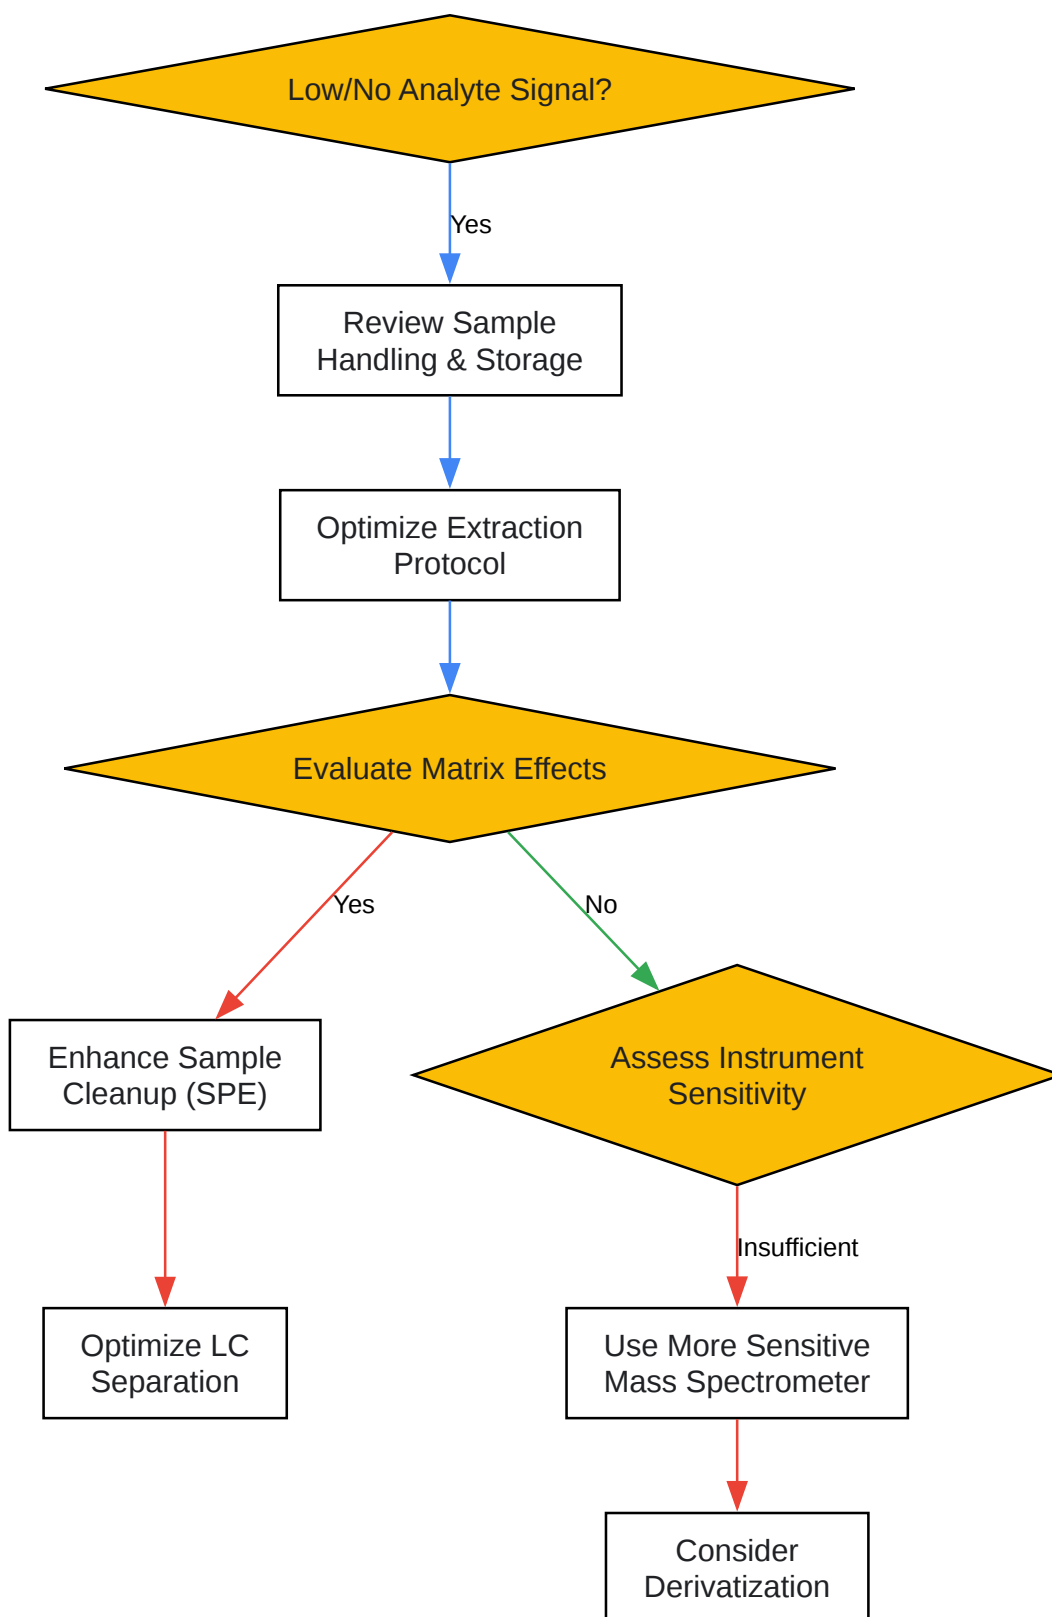 Low/No Analyte Signal?
Yes
Review Sample
Handling & Storage
Optimize Extraction
Protocol
Evaluate Matrix Effects
Yes
No
Enhance Sample
Cleanup (SPE)
Assess Instrument
Sensitivity
Insufficient
Optimize LC
Separation
Use More Sensitive
Mass Spectrometer
Consider
Derivatization